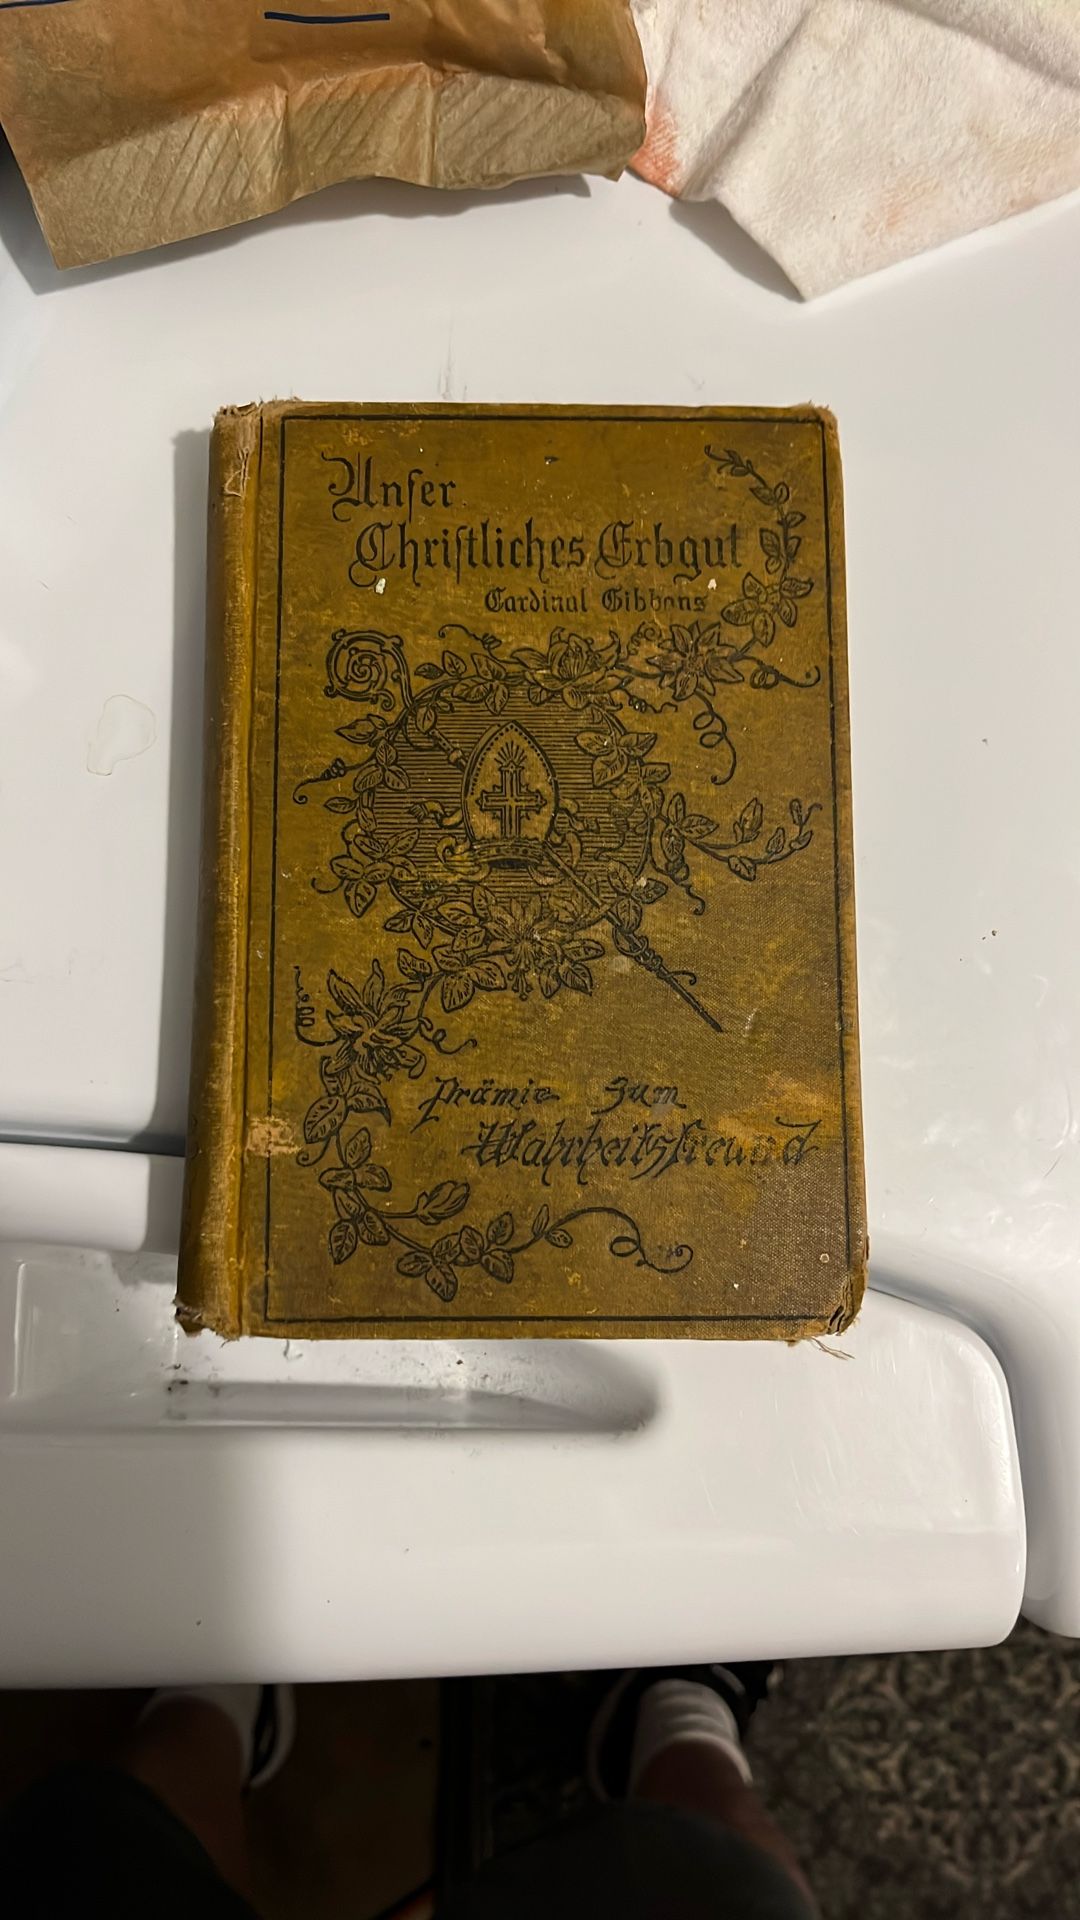 Unser
Christliches Erbgut
Cardinal Gibbons
Prämie zum
Wahrheitsfreund